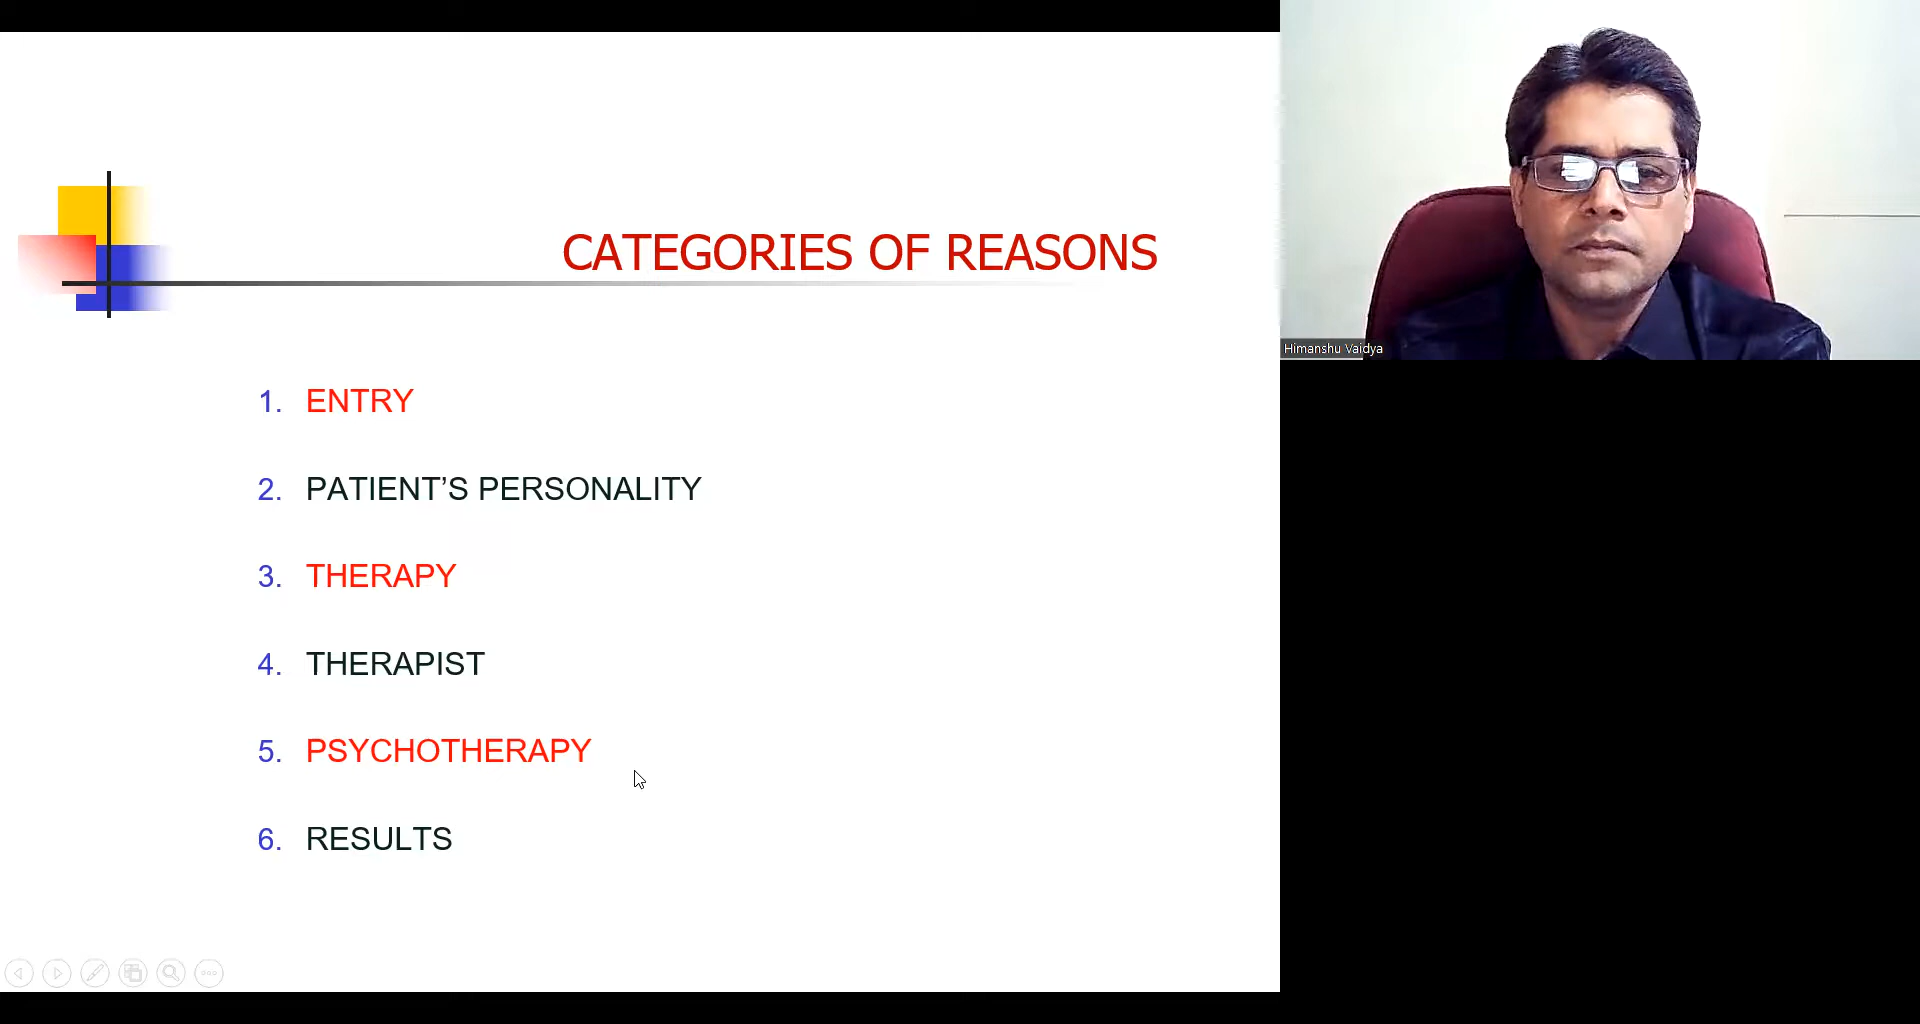 CATEGORIES OF REASONS
1. ENTRY
2. PATIENT’S PERSONALITY
3. THERAPY
4. THERAPIST
5. PSYCHOTHERAPY
6. RESULTS
Himanshu Vaidya